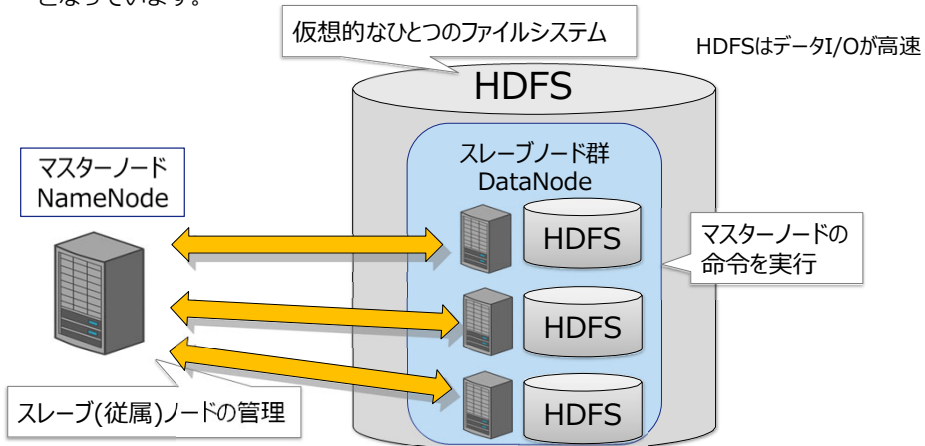 となっています。
仮想的なひとつのファイルシステム
HDFSはデータI/Oが高速
HDFS
マスターノード
NameNode
スレーブノード群
DataNode
HDFS
マスターノードの
命令を実行
HDFS
スレーブ(従属)ノードの管理
HDFS